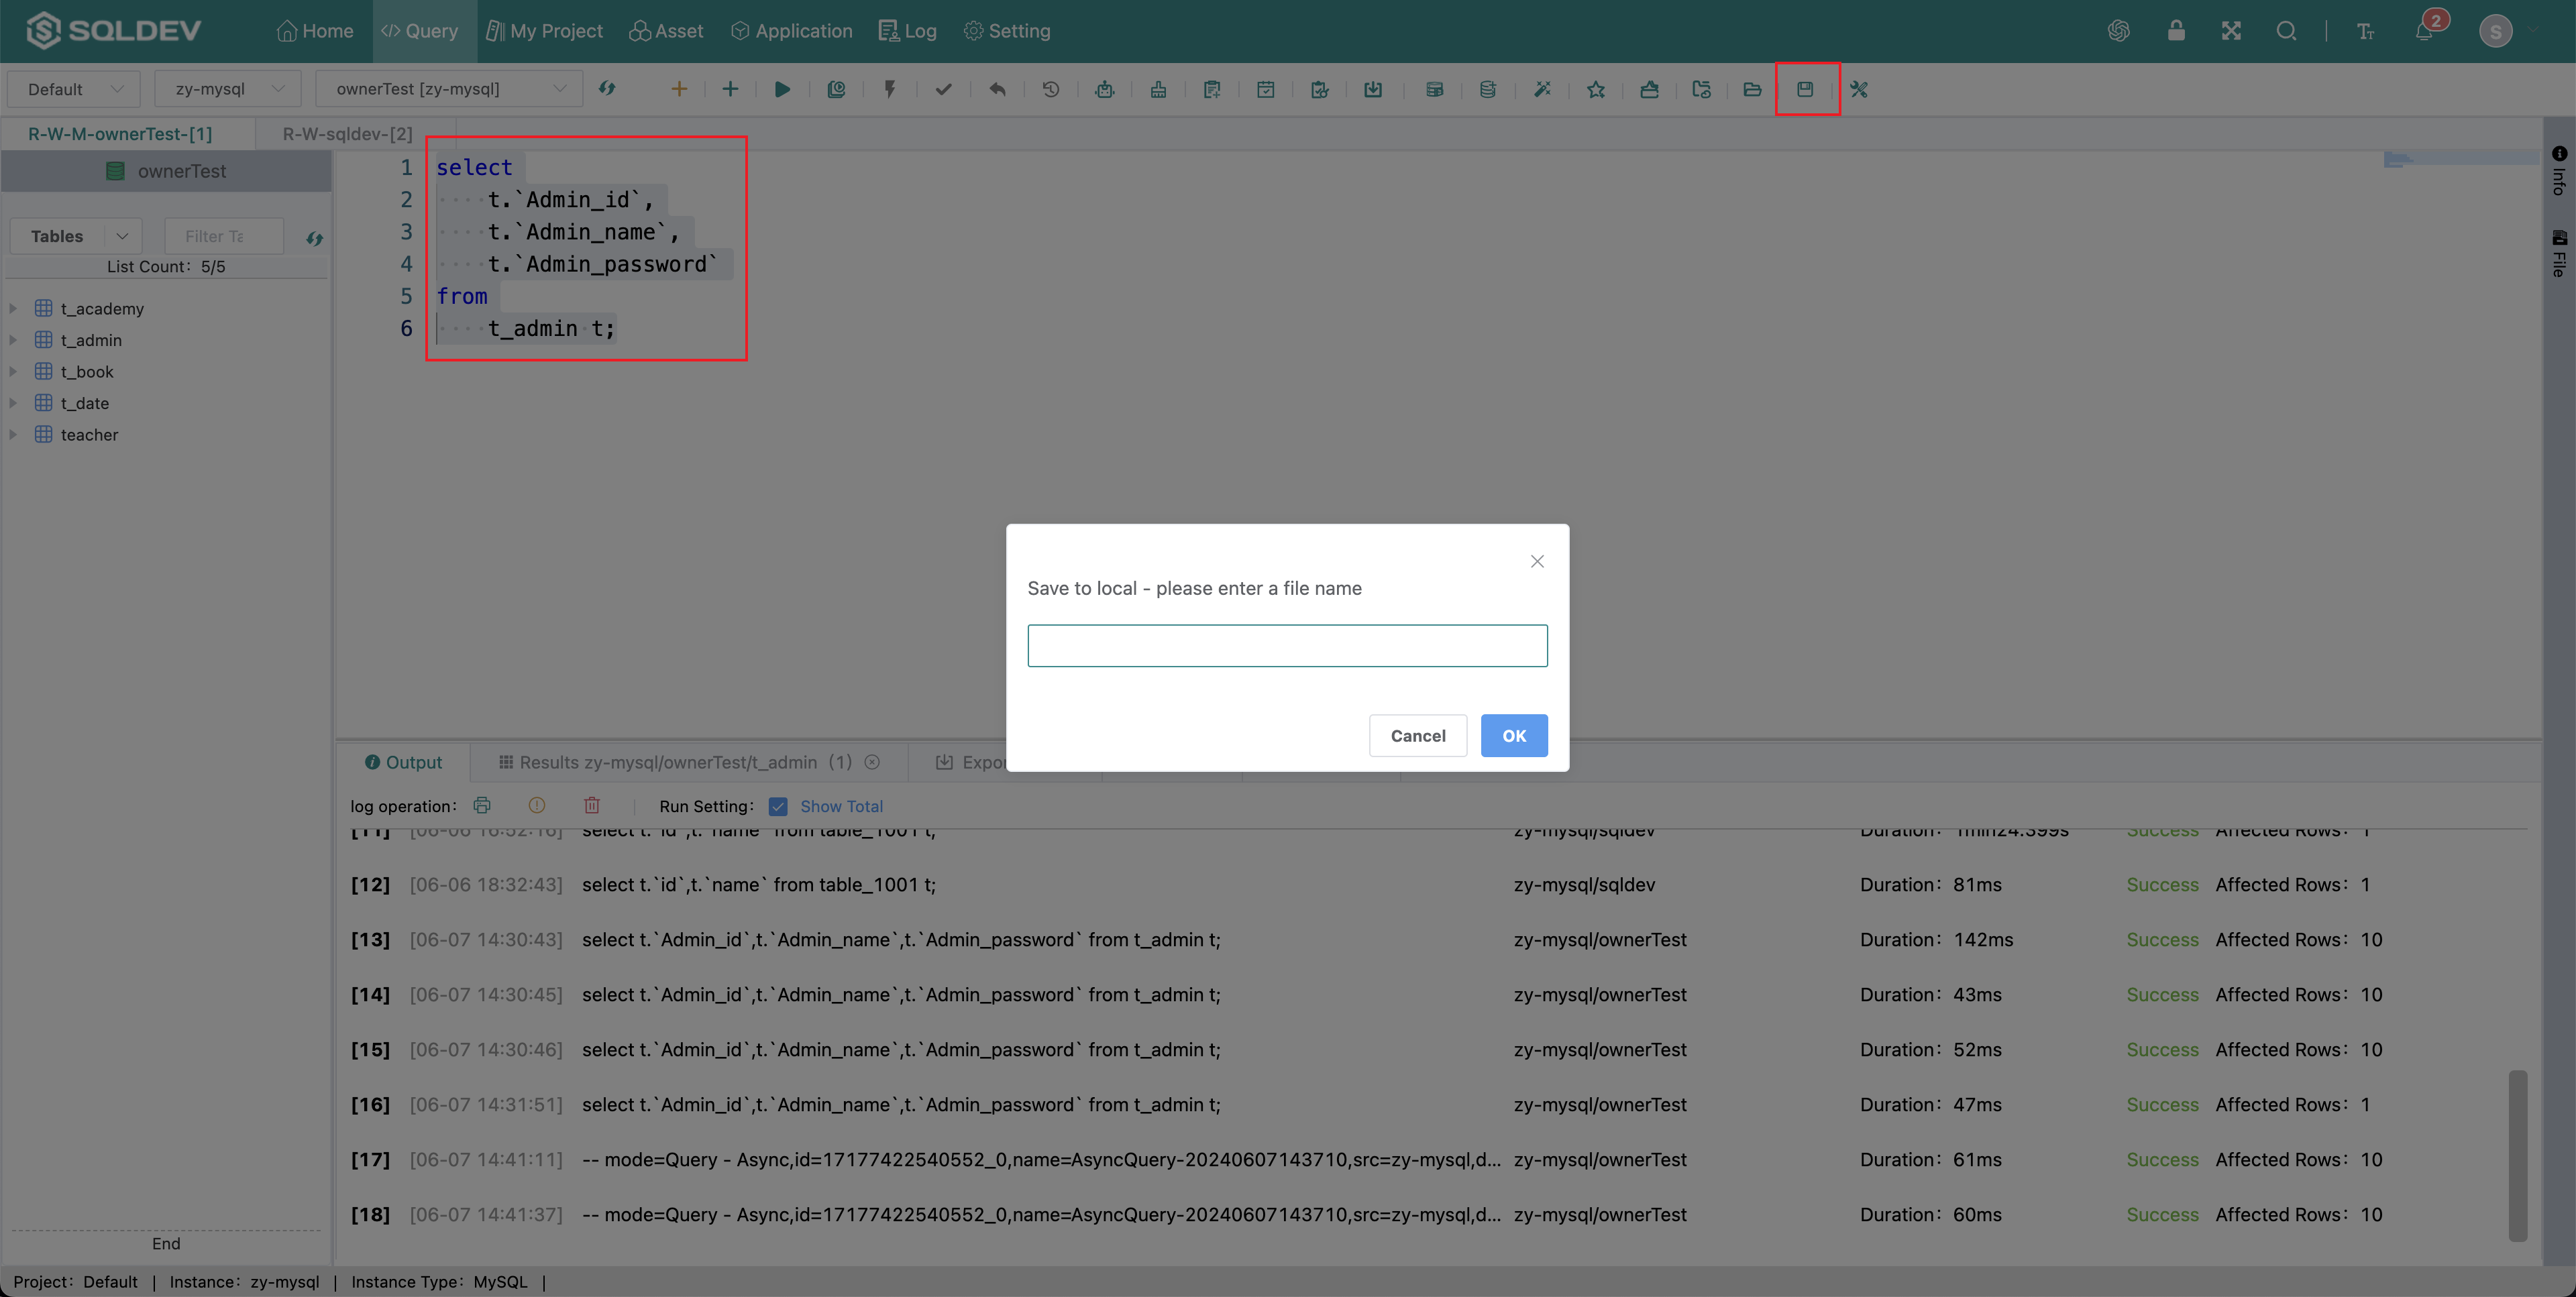 SQLDEV Home Query My Project Asset Application Log Setting 2 S
Default zy-mysql ownerTest [zy-mysql]
R-W-M-ownerTest-[1] R-W-sqldev-[2]
ownerTest
Tables Filter Ta
List Count： 5/5
t_academy
t_admin
t_book
t_date
teacher
End
1 select
2 ····t.`Admin_id`,
3 ····t.`Admin_name`,
4 ····t.`Admin_password`
5 from
6 ····t_admin·t;
Info
File
Save to local - please enter a file name
Cancel OK
Output Results zy-mysql/ownerTest/t_admin （1） Expor
log operation： Run Setting： Show Total
[11] [06-06 16:52:16] select t.`id`,t.`name` from table_1001 t; zy-mysql/sqldev Duration： 1min24.399s Success Affected Rows： 1
[12] [06-06 18:32:43] select t.`id`,t.`name` from table_1001 t; zy-mysql/sqldev Duration： 81ms Success Affected Rows： 1
[13] [06-07 14:30:43] select t.`Admin_id`,t.`Admin_name`,t.`Admin_password` from t_admin t; zy-mysql/ownerTest Duration： 142ms Success Affected Rows： 10
[14] [06-07 14:30:45] select t.`Admin_id`,t.`Admin_name`,t.`Admin_password` from t_admin t; zy-mysql/ownerTest Duration： 43ms Success Affected Rows： 10
[15] [06-07 14:30:46] select t.`Admin_id`,t.`Admin_name`,t.`Admin_password` from t_admin t; zy-mysql/ownerTest Duration： 52ms Success Affected Rows： 10
[16] [06-07 14:31:51] select t.`Admin_id`,t.`Admin_name`,t.`Admin_password` from t_admin t; zy-mysql/ownerTest Duration： 47ms Success Affected Rows： 1
[17] [06-07 14:41:11] -- mode=Query - Async,id=17177422540552_0,name=AsyncQuery-20240607143710,src=zy-mysql,d... zy-mysql/ownerTest Duration： 61ms Success Affected Rows： 10
[18] [06-07 14:41:37] -- mode=Query - Async,id=17177422540552_0,name=AsyncQuery-20240607143710,src=zy-mysql,d... zy-mysql/ownerTest Duration： 60ms Success Affected Rows： 10
Project： Default | Instance： zy-mysql | Instance Type： MySQL |